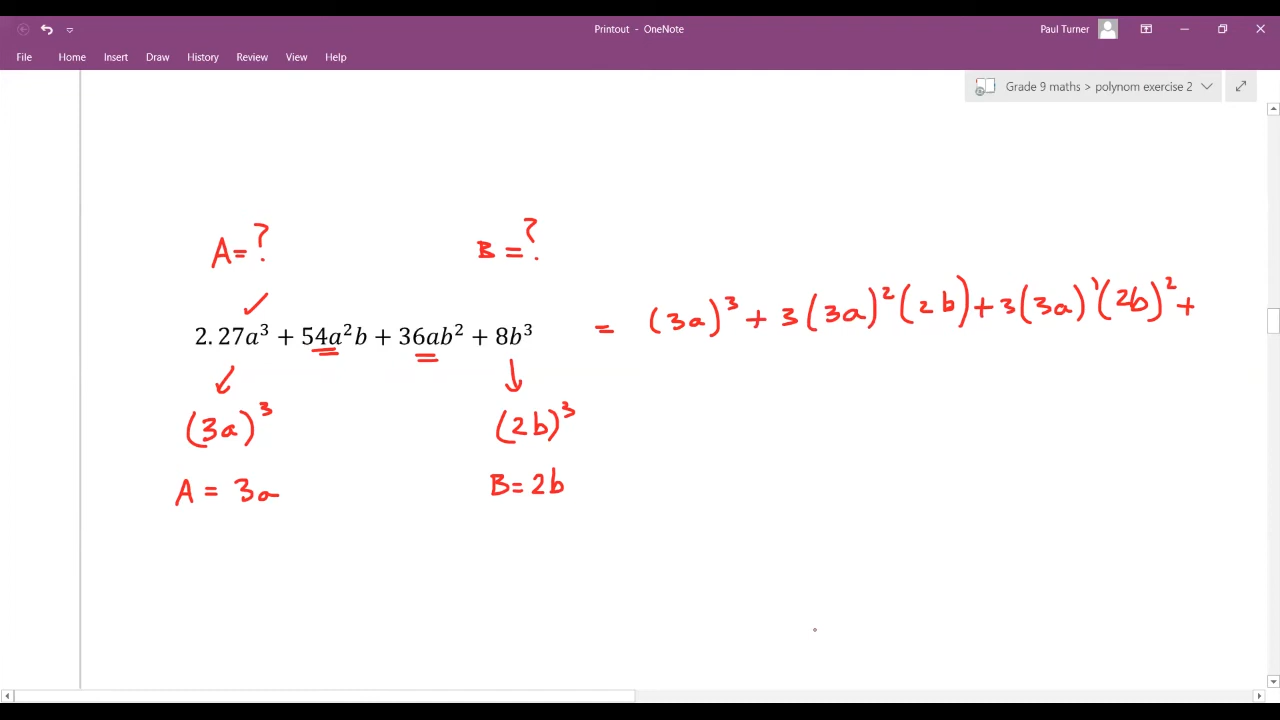 Paul Turner
Printout - OneNote
File Home Insert Draw History Review View Help
Grade 9 maths > polynom exercise 2
A = ? B = ?
2. 27a³ + 54a²b + 36ab² + 8b³ = (3a)³ + 3(3a)²(2b) + 3(3a)¹(2b)² +
(3a)³ (2b)³
A = 3a B = 2b